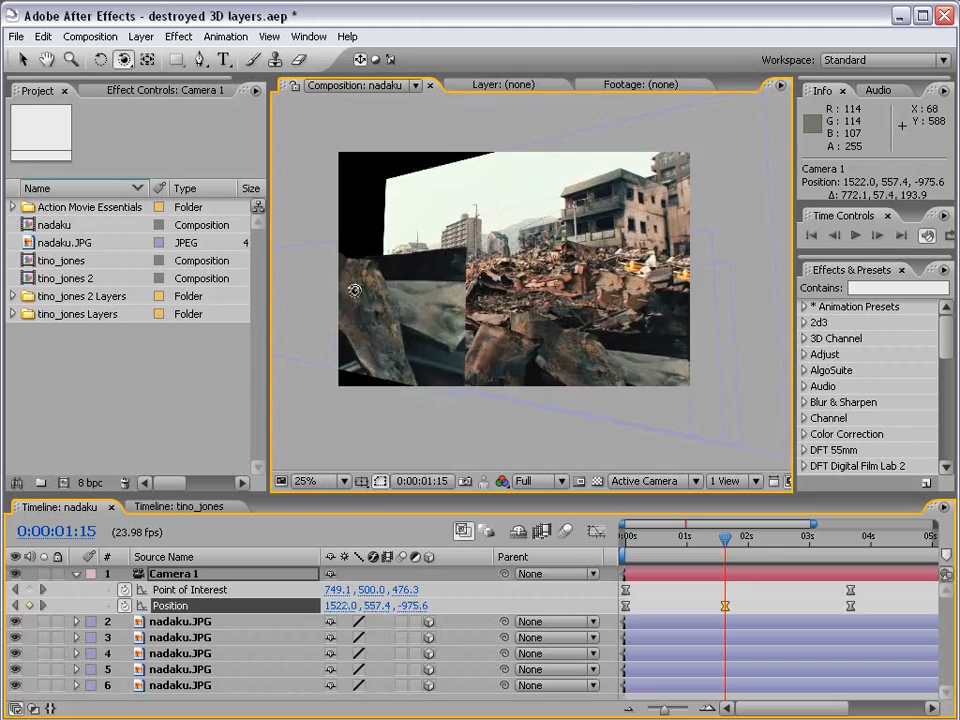 Adobe After Effects - destroyed 3D layers.aep *
File Edit Composition Layer Effect Animation View Window Help
Workspace: Standard
Project Effect Controls: Camera 1
Composition: nadaku
Layer: (none)
Footage: (none)
Info Audio
R : 114
G : 114
B : 107
A : 255
X : 68
Y : 588
Camera 1
Position: 1522.0, 557.4, -975.6
Δ: 772.1, 57.4, 193.9
Name Type Size
Action Movie Essentials Folder
nadaku Composition
nadaku.JPG JPEG 4
tino_jones Composition
tino_jones 2 Composition
tino_jones 2 Layers Folder
tino_jones Layers Folder
8 bpc
Time Controls
Effects & Presets
Contains:
* Animation Presets
2d3
3D Channel
Adjust
AlgoSuite
Audio
Blur & Sharpen
Channel
Color Correction
DFT 55mm
DFT Digital Film Lab 2
25% 0:00:01:15 Full Active Camera 1 View
Timeline: nadaku Timeline: tino_jones
0:00:01:15 (23.98 fps)
# Source Name Parent
:00s 01s 02s 03s 04s 05s
1 Camera 1 None
Point of Interest 749.1, 500.0, 476.3
Position 1522.0, 557.4, -975.6
2 nadaku.JPG None
3 nadaku.JPG None
4 nadaku.JPG None
5 nadaku.JPG None
6 nadaku.JPG None